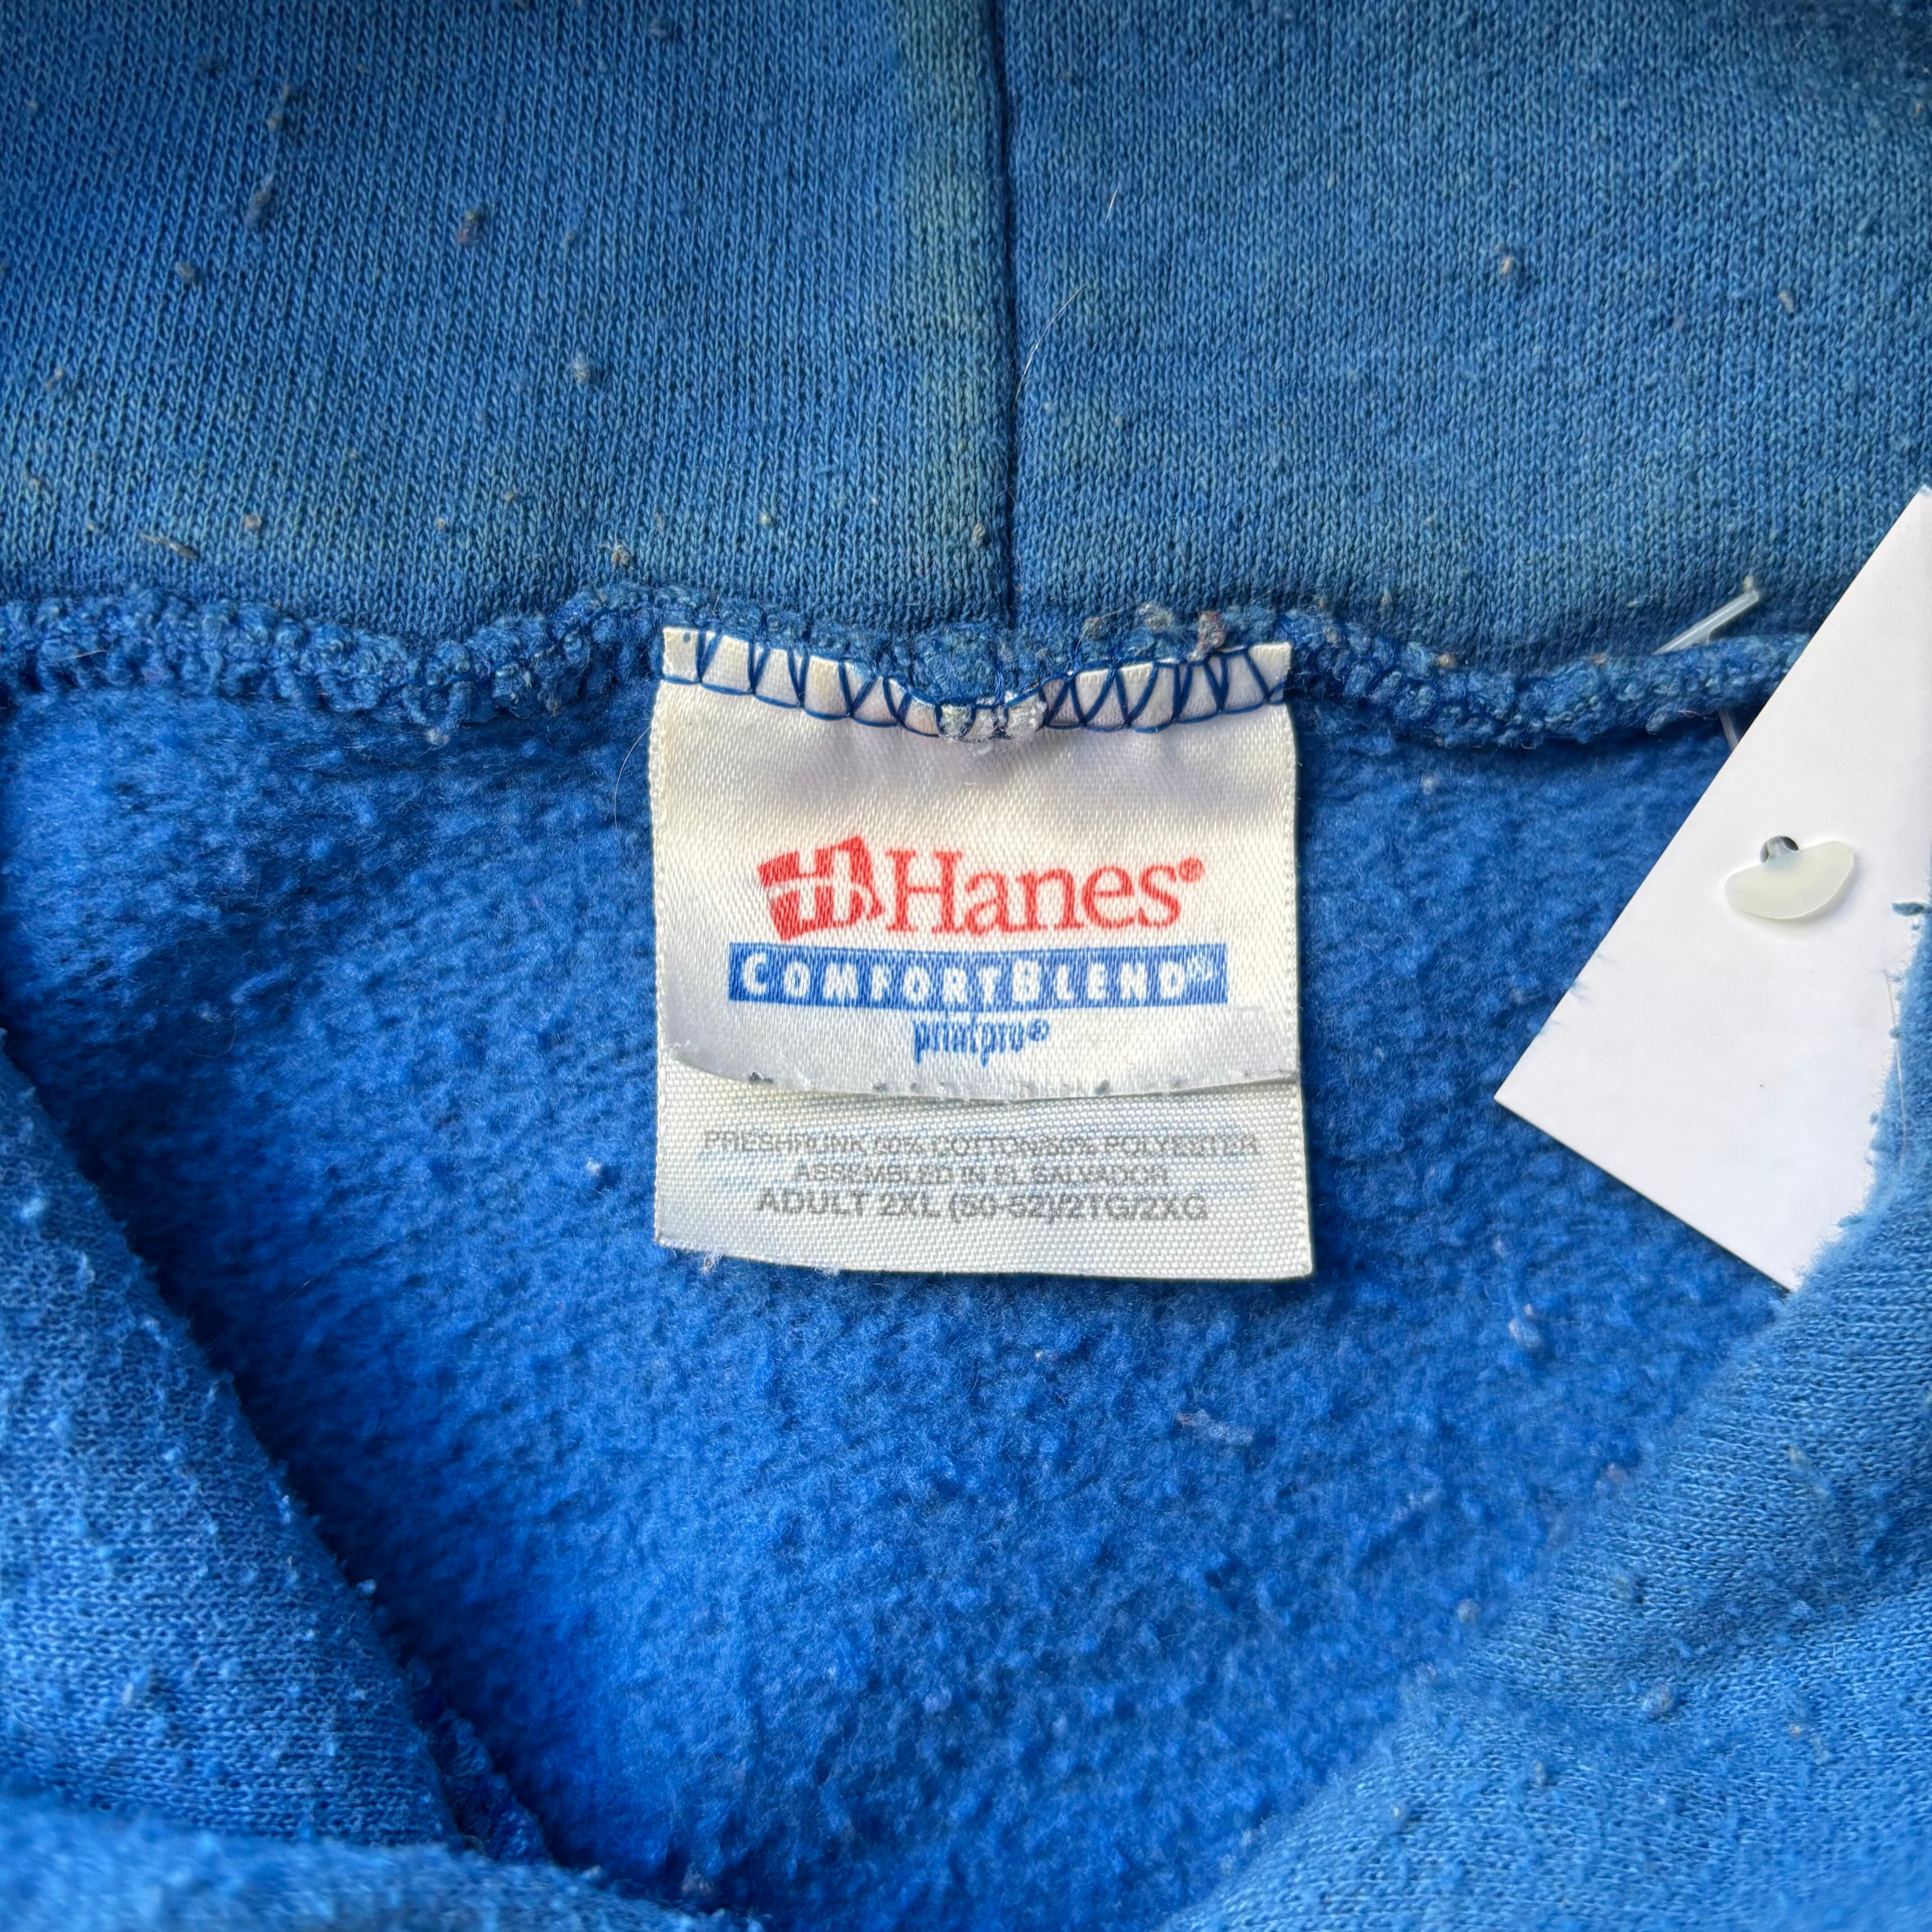 Hanes®
COMFORTBLEND®
printpro®
PRESHRUNK 50% COTTON/50% POLYESTER
ASSEMBLED IN EL SALVADOR
ADULT 2XL (50-52)/2TG/2XG